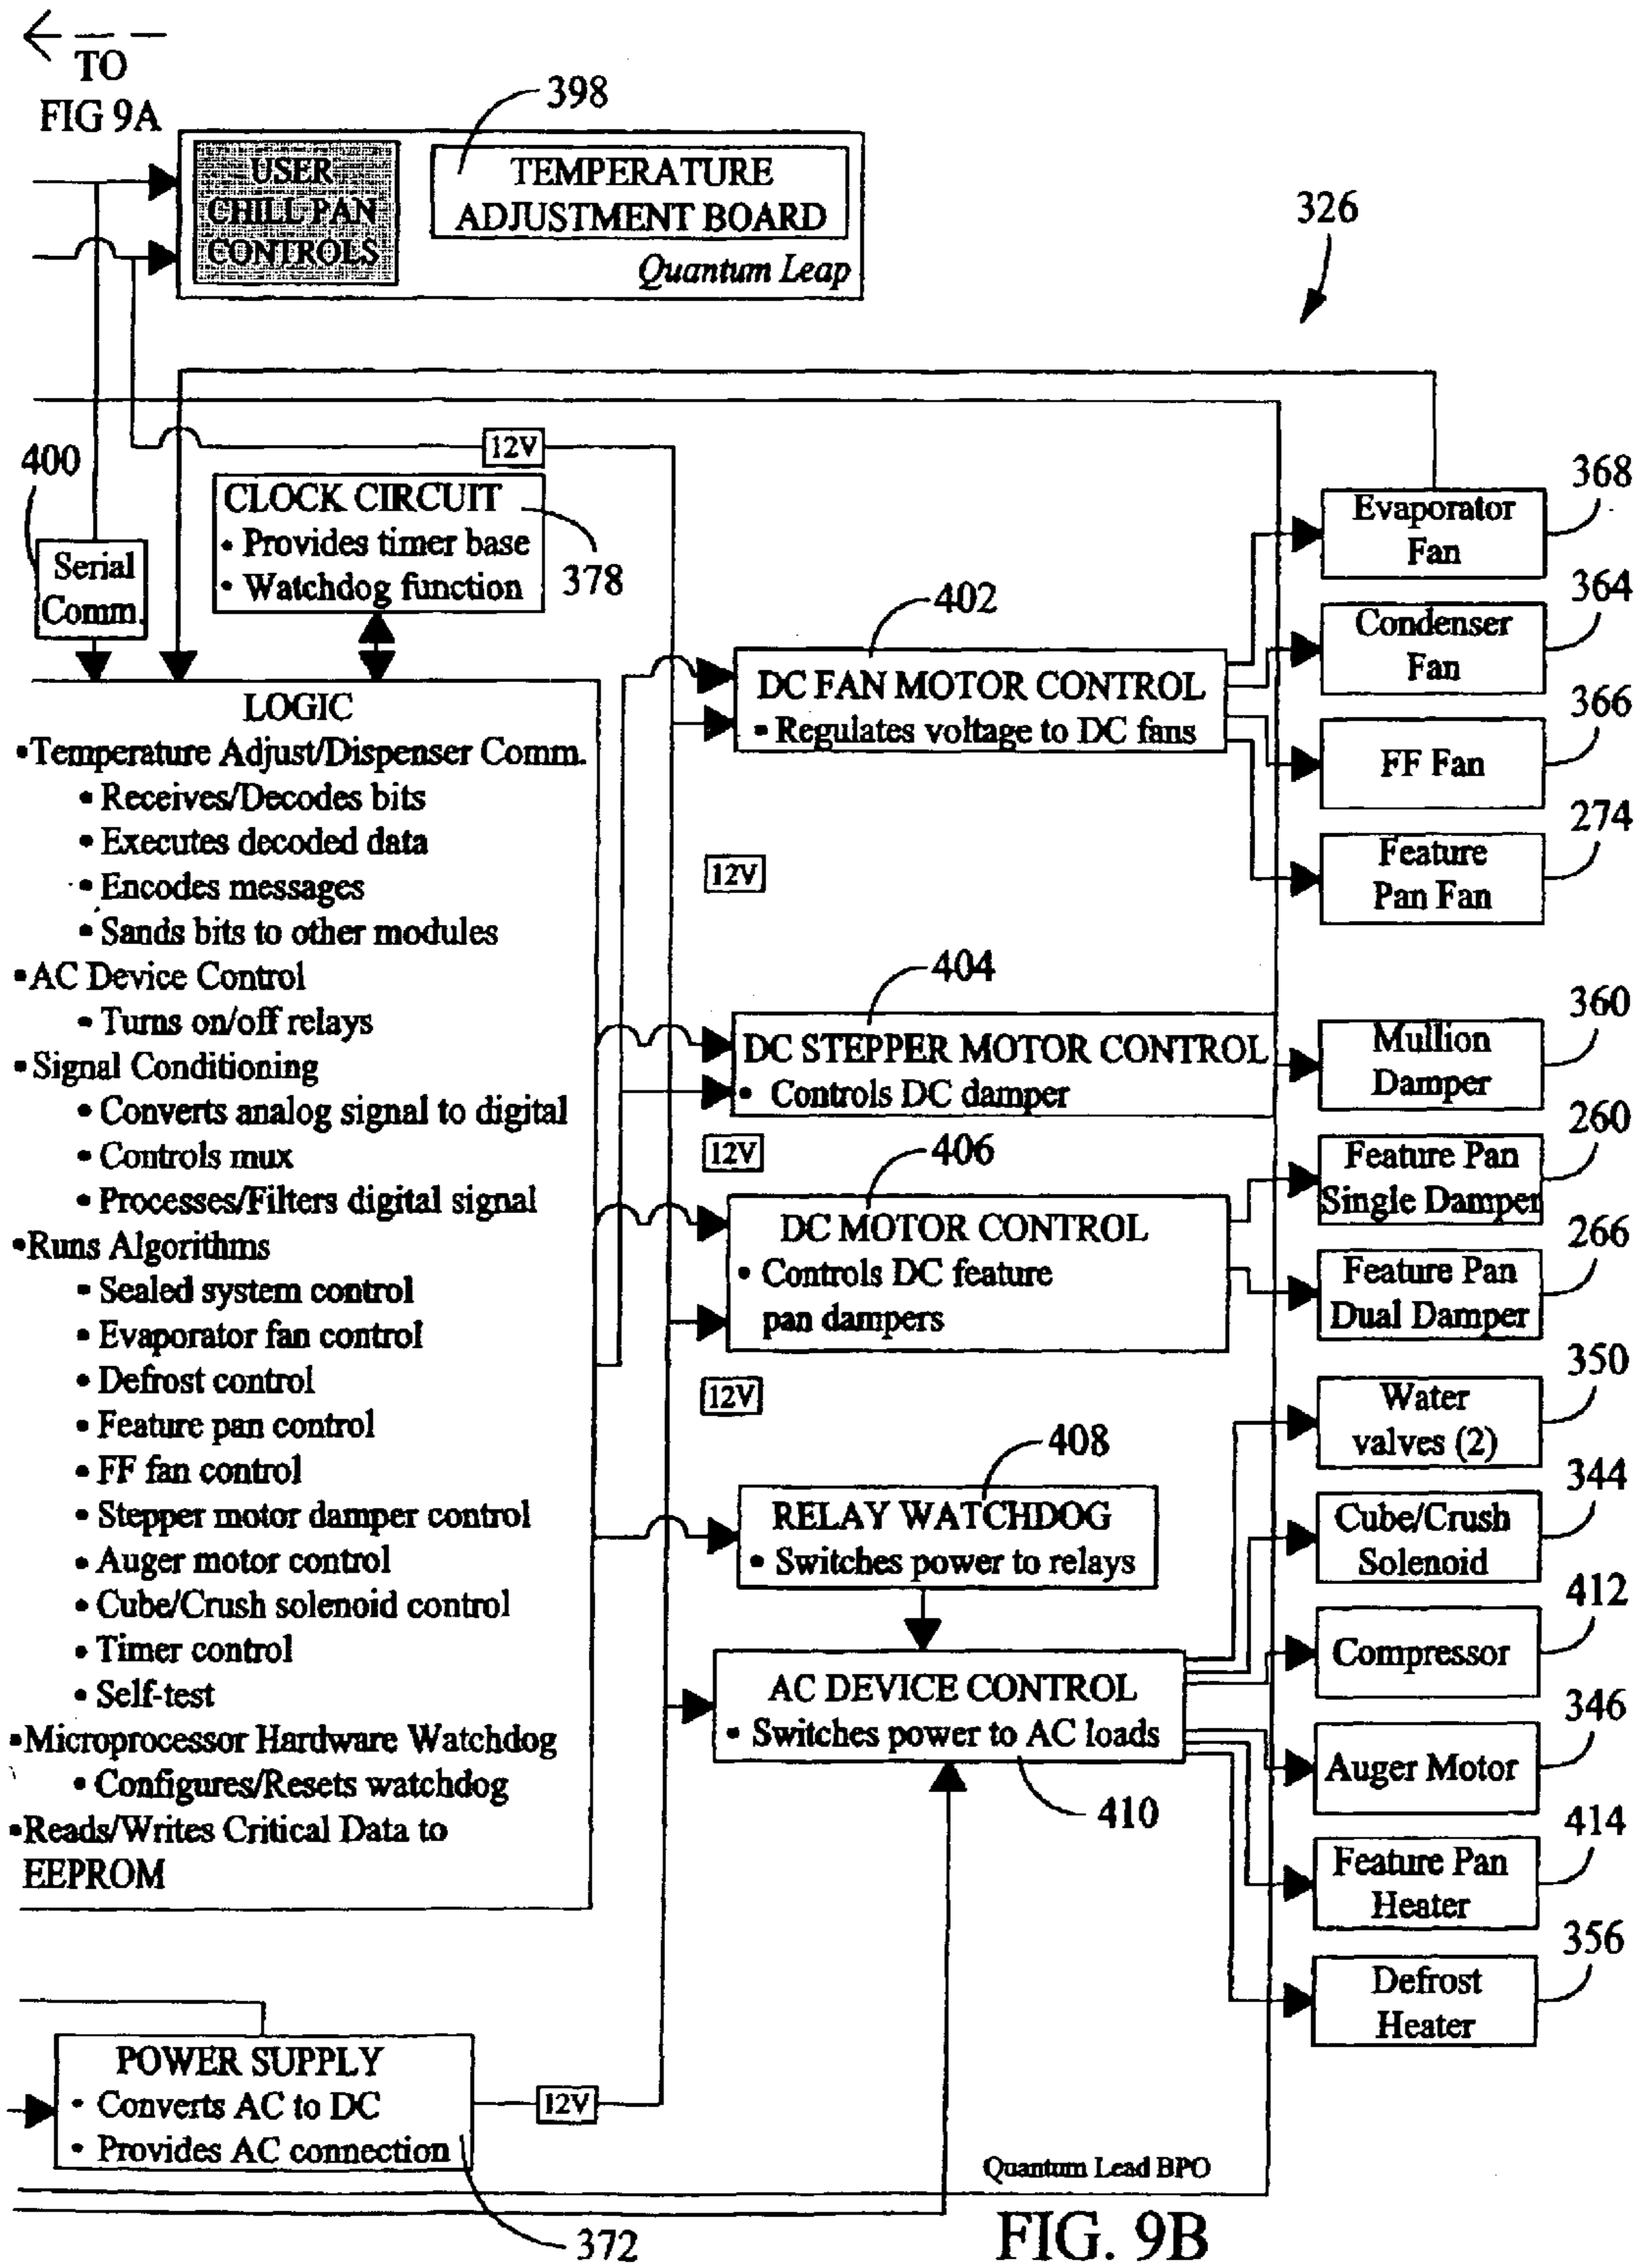 TO
FIG 9A
398
USER
CHILL PAN
CONTROLS
TEMPERATURE
ADJUSTMENT BOARD
Quantum Leap
326
12V
400
Serial
Comm.
CLOCK CIRCUIT
• Provides timer base
• Watchdog function
378
LOGIC
•Temperature Adjust/Dispenser Comm.
• Receives/Decodes bits
• Executes decoded data
• Encodes messages
• Sands bits to other modules
•AC Device Control
• Turns on/off relays
• Signal Conditioning
• Converts analog signal to digital
• Controls mux
• Processes/Filters digital signal
•Runs Algorithms
• Sealed system control
• Evaporator fan control
• Defrost control
• Feature pan control
• FF fan control
• Stepper motor damper control
• Auger motor control
• Cube/Crush solenoid control
• Timer control
• Self-test
•Microprocessor Hardware Watchdog
• Configures/Resets watchdog
•Reads/Writes Critical Data to
EEPROM
402
DC FAN MOTOR CONTROL
• Regulates voltage to DC fans
12V
404
DC STEPPER MOTOR CONTROL
• Controls DC damper
12V
406
DC MOTOR CONTROL
• Controls DC feature
pan dampers
12V
408
RELAY WATCHDOG
• Switches power to relays
AC DEVICE CONTROL
• Switches power to AC loads
410
Evaporator
Fan
368
Condenser
Fan
364
FF Fan
366
Feature
Pan Fan
274
Mullion
Damper
360
Feature Pan
Single Damper
260
Feature Pan
Dual Damper
266
Water
valves (2)
350
Cube/Crush
Solenoid
344
Compressor
412
Auger Motor
346
Feature Pan
Heater
414
Defrost
Heater
356
POWER SUPPLY
• Converts AC to DC
• Provides AC connection
372
12V
Quantum Lead BPO
FIG. 9B